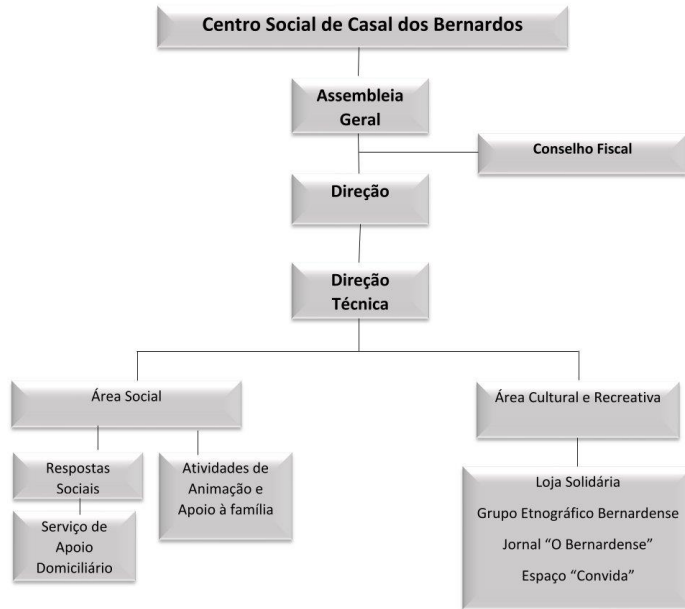 Centro Social de Casal dos Bernardos
Assembleia
Geral
Conselho Fiscal
Direção
Direção
Técnica
Área Social
Área Cultural e Recreativa
Respostas
Sociais
Atividades de
Animação e
Apoio à família
Serviço de
Apoio
Domiciliário
Loja Solidária
Grupo Etnográfico Bernardense
Jornal “O Bernardense”
Espaço “Convida”